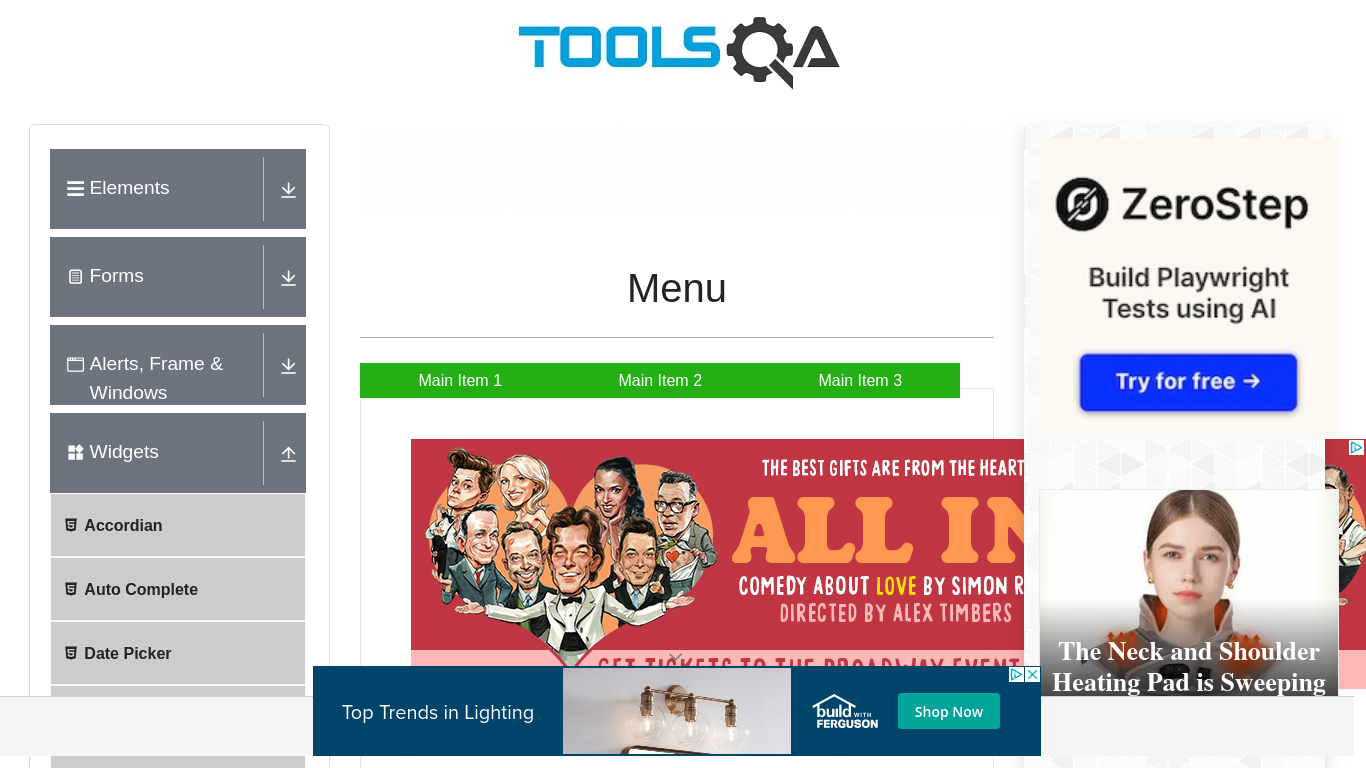 TOOLSQA
Elements
Forms
Alerts, Frame &
Windows
Widgets
Accordian
Auto Complete
Date Picker
Menu
Main Item 1
Main Item 2
Main Item 3
THE BEST GIFTS ARE FROM THE HEART
ALL IN
COMEDY ABOUT LOVE BY SIMON R
DIRECTED BY ALEX TIMBERS
GET TICKETS TO THE BROADWAY EVENT
ZeroStep
Build Playwright
Tests using AI
Try for free →
The Neck and Shoulder
Heating Pad is Sweeping
Top Trends in Lighting
build WITH
FERGUSON
Shop Now